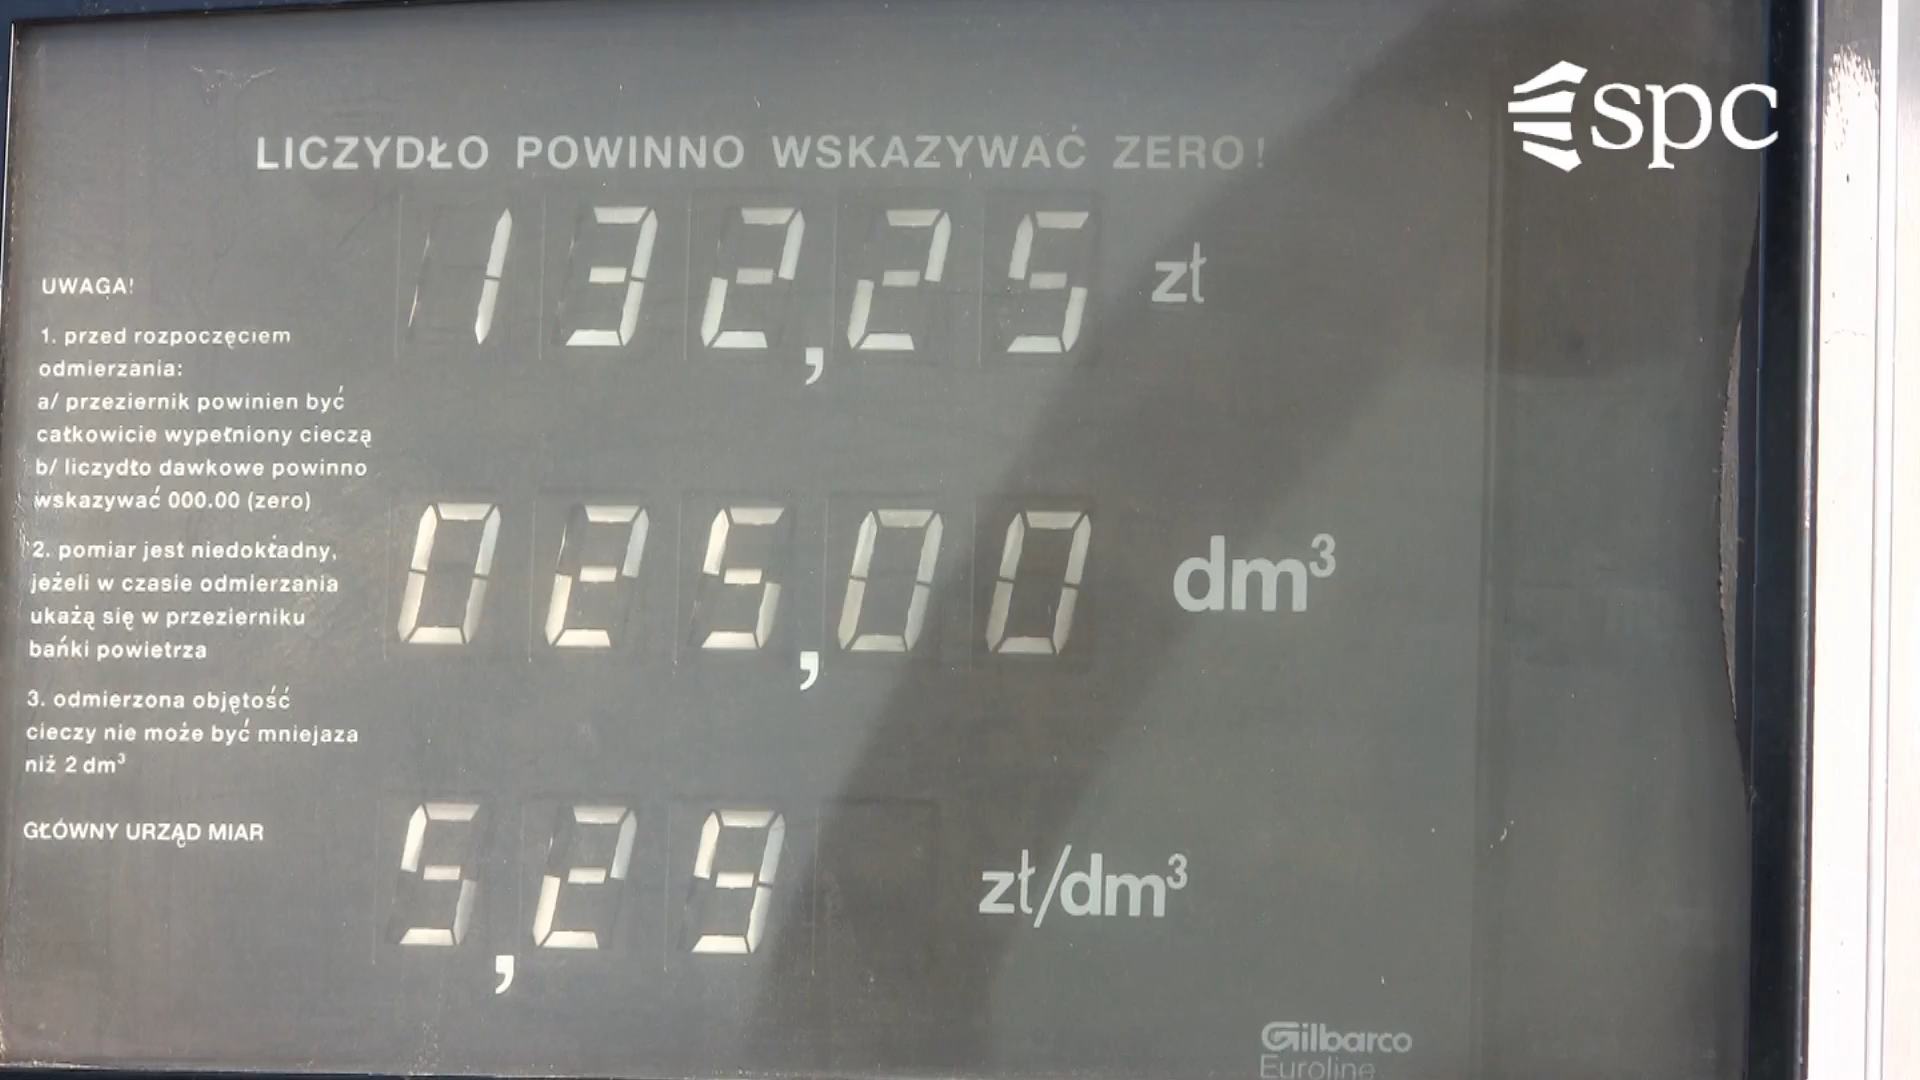 spc
LICZYDŁO POWINNO WSKAZYWAĆ ZERO!
132,25 zł
UWAGA!
1. przed rozpoczęciem
odmierzania:
a/ przeziernik powinien być
całkowicie wypełniony cieczą
b/ liczydło dawkowe powinno
wskazywać 000.00 (zero)
025,00 dm³
2. pomiar jest niedokładny,
jeżeli w czasie odmierzania
ukażą się w przezierniku
bańki powietrza
3. odmierzona objętość
cieczy nie może być mniejaza
niż 2 dm³
GŁÓWNY URZĄD MIAR
5,29 zł/dm³
Gilbarco
Euroline